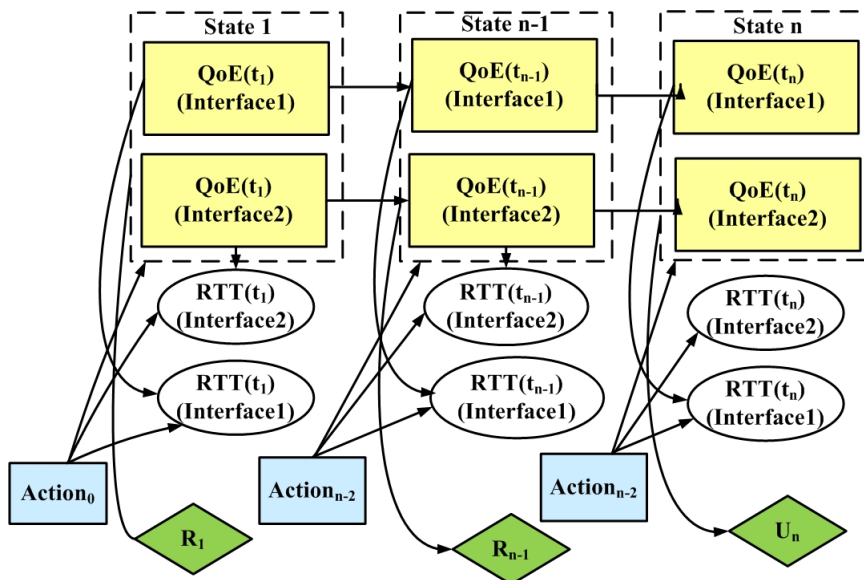 State 1
State n-1
State n
QoE(t₁)
(Interface1)
QoE(tₙ₋₁)
(Interface1)
QoE(tₙ)
(Interface1)
QoE(t₁)
(Interface2)
QoE(tₙ₋₁)
(Interface2)
QoE(tₙ)
(Interface2)
RTT(t₁)
(Interface2)
RTT(tₙ₋₁)
(Interface2)
RTT(tₙ)
(Interface2)
RTT(t₁)
(Interface1)
RTT(tₙ₋₁)
(Interface1)
RTT(tₙ)
(Interface1)
Action₀
Actionₙ₋₂
Actionₙ₋₂
R₁
Rₙ₋₁
Uₙ